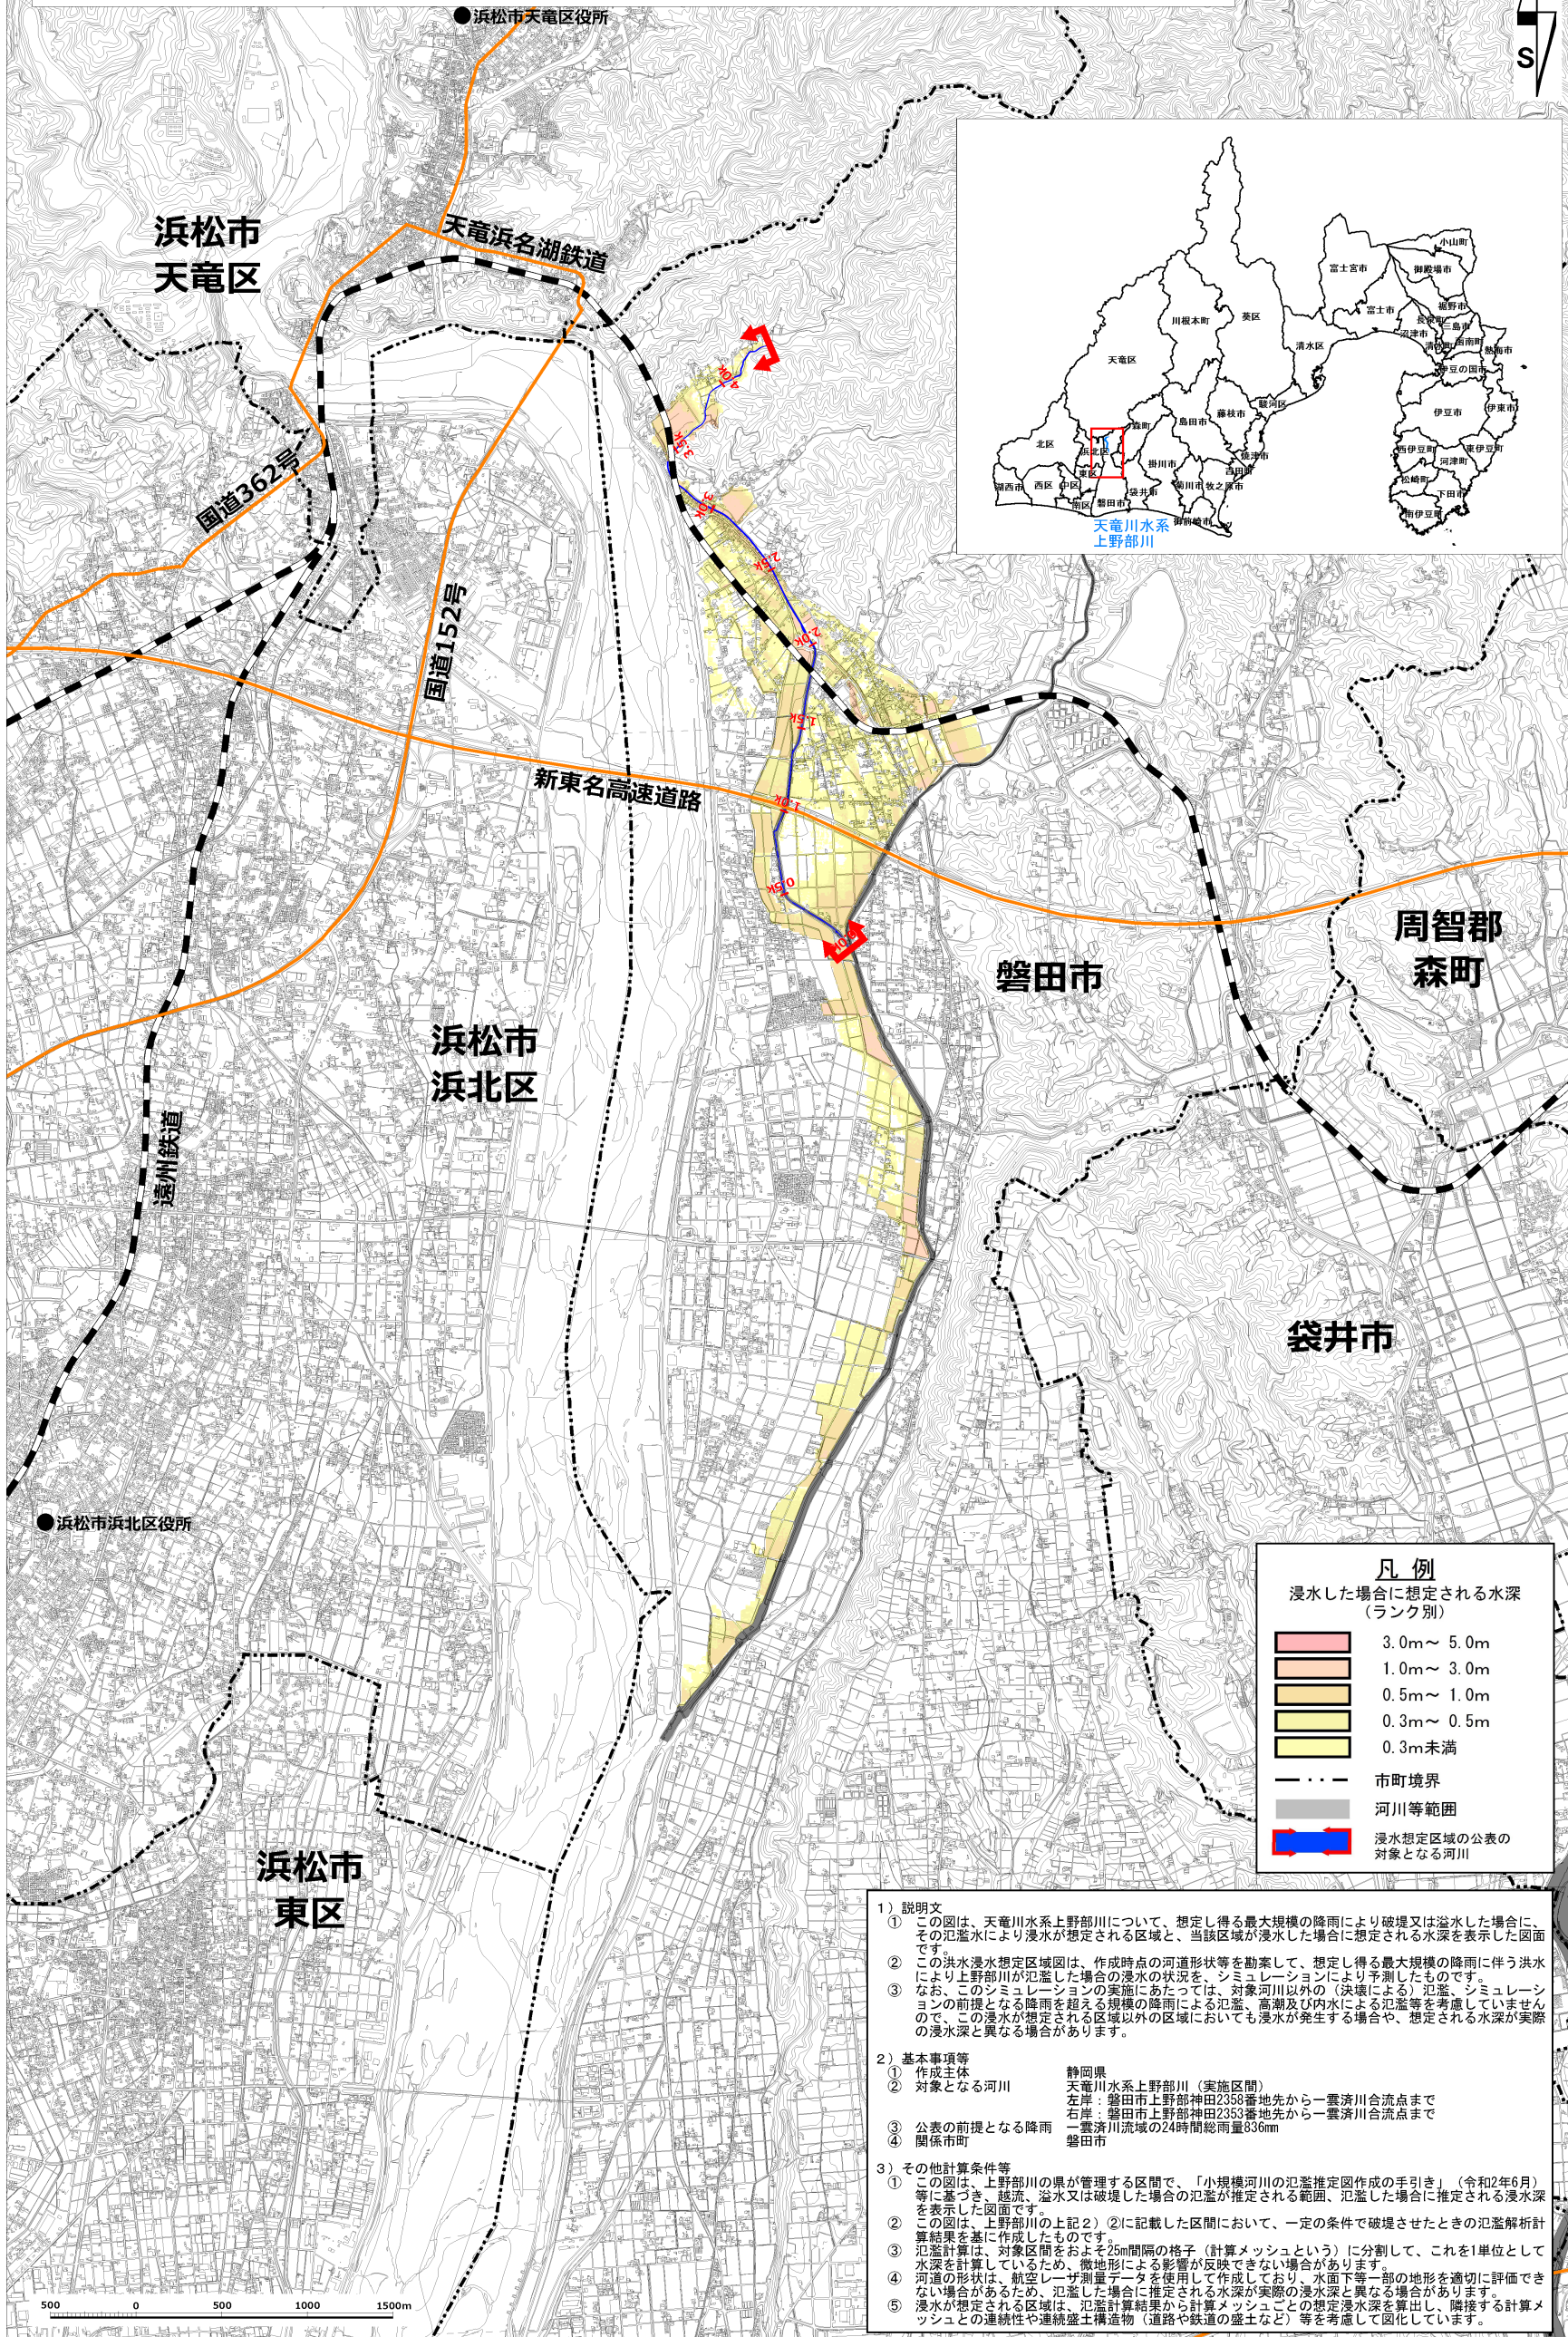 浜松市天竜区役所
S
浜松市
天竜区
天竜浜名湖鉄道
国道362号
国道152号
新東名高速道路
4.0k
3.5k
3.0k
2.5k
2.0k
1.5k
1.0k
0.5k
0.0k
小山町
御殿場市
富士宮市
裾野市
富士市
長泉町
三島市
沼津市
清水町
函南町
熱海市
伊豆の国市
伊豆市
伊東市
西伊豆町
東伊豆町
河津町
松崎町
下田市
南伊豆町
川根本町
葵区
清水区
天竜区
駿河区
藤枝市
島田市
森町
北区
浜北区
掛川市
焼津市
吉田町
東区
湖西市
西区
中区
菊川市
牧之原市
袋井市
南区
磐田市
御前崎市
天竜川水系
上野部川
周智郡
森町
磐田市
浜松市
浜北区
遠州鉄道
袋井市
浜松市浜北区役所
浜松市
東区
凡 例
浸水した場合に想定される水深
（ランク別）
3.0m～ 5.0m
1.0m～ 3.0m
0.5m～ 1.0m
0.3m～ 0.5m
0.3m未満
市町境界
河川等範囲
浸水想定区域の公表の
対象となる河川
1）説明文
① この図は、天竜川水系上野部川について、想定し得る最大規模の降雨により破堤又は溢水した場合に、
その氾濫水により浸水が想定される区域と、当該区域が浸水した場合に想定される水深を表示した図面
です。
② この洪水浸水想定区域図は、作成時点の河道形状等を勘案して、想定し得る最大規模の降雨に伴う洪水
により上野部川が氾濫した場合の浸水の状況を、シミュレーションにより予測したものです。
③ なお、このシミュレーションの実施にあたっては、対象河川以外の（決壊による）氾濫、シミュレーシ
ョンの前提となる降雨を超える規模の降雨による氾濫、高潮及び内水による氾濫等を考慮していません
ので、この浸水が想定される区域以外の区域においても浸水が発生する場合や、想定される水深が実際
の浸水深と異なる場合があります。
2）基本事項等
① 作成主体 静岡県
② 対象となる河川 天竜川水系上野部川（実施区間）
左岸：磐田市上野部神田2358番地先から一雲済川合流点まで
右岸：磐田市上野部神田2353番地先から一雲済川合流点まで
③ 公表の前提となる降雨 一雲済川流域の24時間総雨量836mm
④ 関係市町 磐田市
3）その他計算条件等
① この図は、上野部川の県が管理する区間で、「小規模河川の氾濫推定図作成の手引き」（令和2年6月）
等に基づき、越流、溢水又は破堤した場合の氾濫が推定される範囲、氾濫した場合に推定される浸水深
を表示した図面です。
② この図は、上野部川の上記2）②に記載した区間において、一定の条件で破堤させたときの氾濫解析計
算結果を基に作成したものです。
③ 氾濫計算は、対象区間をおよそ25m間隔の格子（計算メッシュという）に分割して、これを1単位として
水深を計算しているため、微地形による影響が反映できない場合があります。
④ 河道の形状は、航空レーザ測量データを使用して作成しており、水面下等一部の地形を適切に評価でき
ない場合があるため、氾濫した場合に推定される水深が実際の浸水深と異なる場合があります。
⑤ 浸水が想定される区域は、氾濫計算結果から計算メッシュごとの想定浸水深を算出し、隣接する計算メ
ッシュとの連続性や連続盛土構造物（道路や鉄道の盛土など）等を考慮して図化しています。
500 0 500 1000 1500m